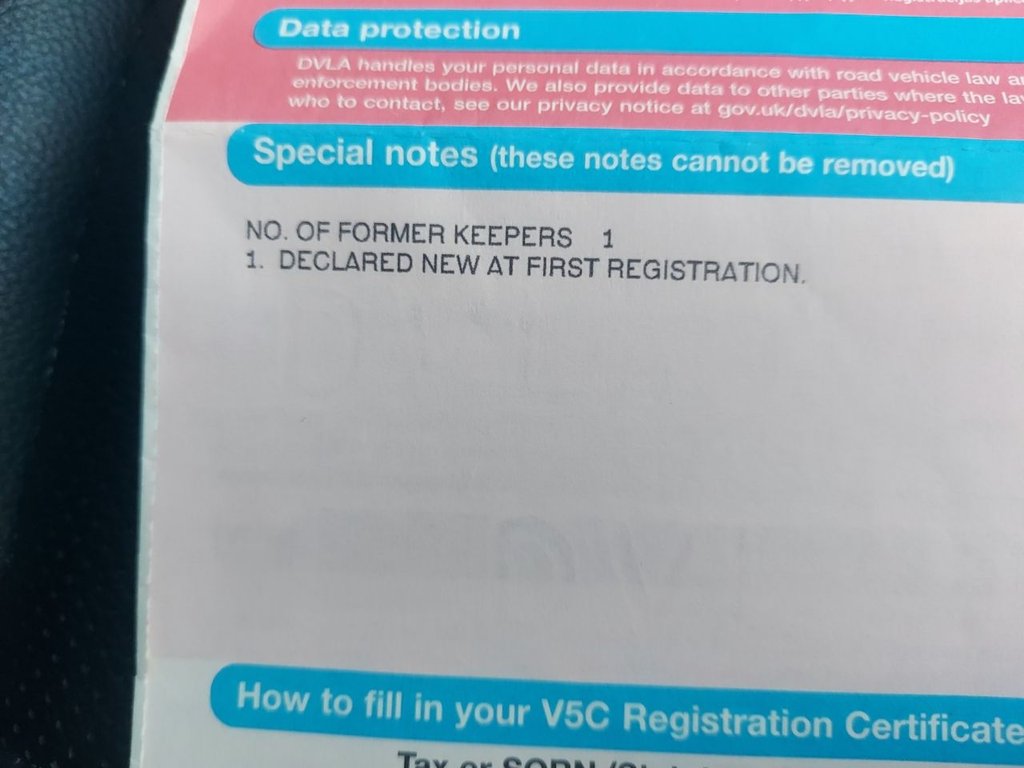 Data protection
DVLA handles your personal data in accordance with road vehicle law
enforcement bodies. We also provide data to other parties where the
who to contact, see our privacy notice at gov.uk/dvla/privacy-policy
Special notes (these notes cannot be removed)
NO. OF FORMER KEEPERS 1
1. DECLARED NEW AT FIRST REGISTRATION.
How to fill in your V5C Registration Certificate
Tax or SORN